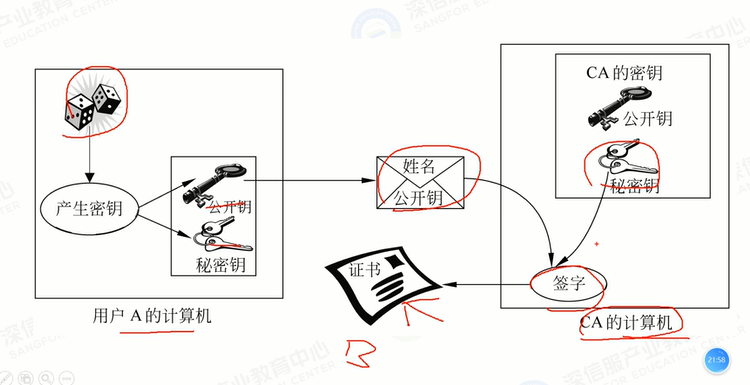 深信服产业教育中心
SANGFOR EDUCATION CENTER
产生密钥
公开钥
秘密钥
用户 A 的计算机
姓名
公开钥
证书
B
CA 的密钥
公开钥
秘密钥
签字
CA 的计算机
21:58